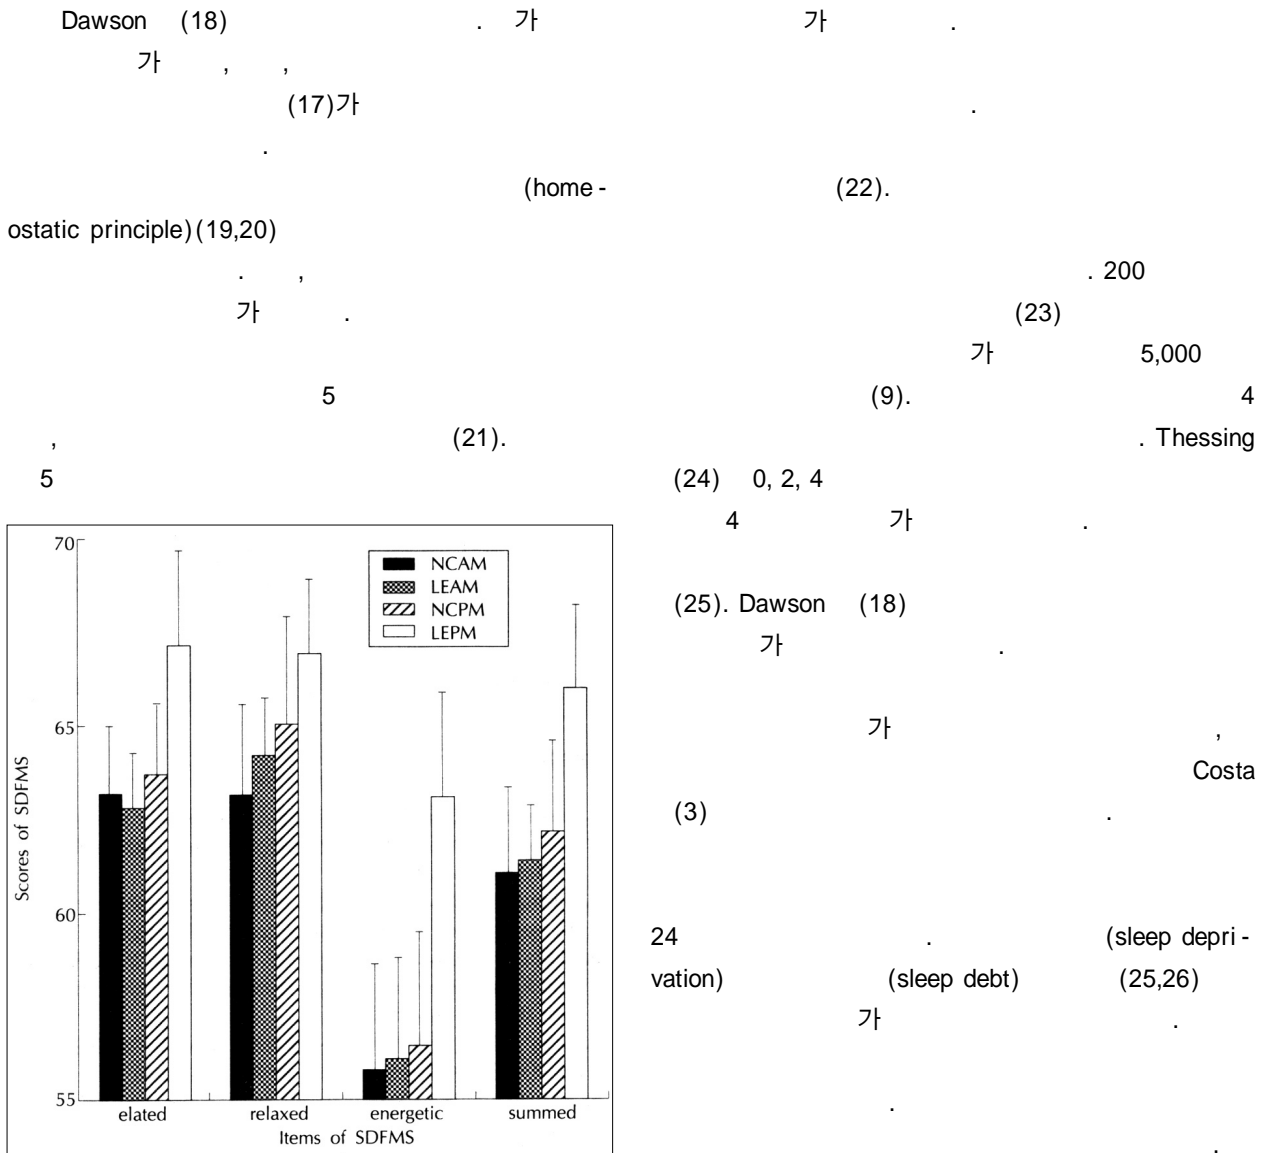 Dawson (18) . 가
가 , ,
(17)가
.
(home-
ostatic principle)(19,20)
. ,
가 .
5
, (21).
5
70
65
60
55
Scores of SDFMS
NCAM
LEAM
NCPM
LEPM
elated relaxed energetic summed
Items of SDFMS
가 .
.
(22).
. 200
(23)
가 5,000
(9). 4
. Thessing
(24) 0, 2, 4
4 가 .
(25). Dawson (18)
가 .
가 ,
Costa
(3) .
24 . (sleep depri-
vation) (sleep debt) (25,26)
가 .
.
.